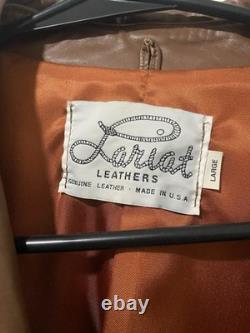 Lariat
LEATHERS
GENUINE LEATHER · MADE IN U.S.A
LARGE